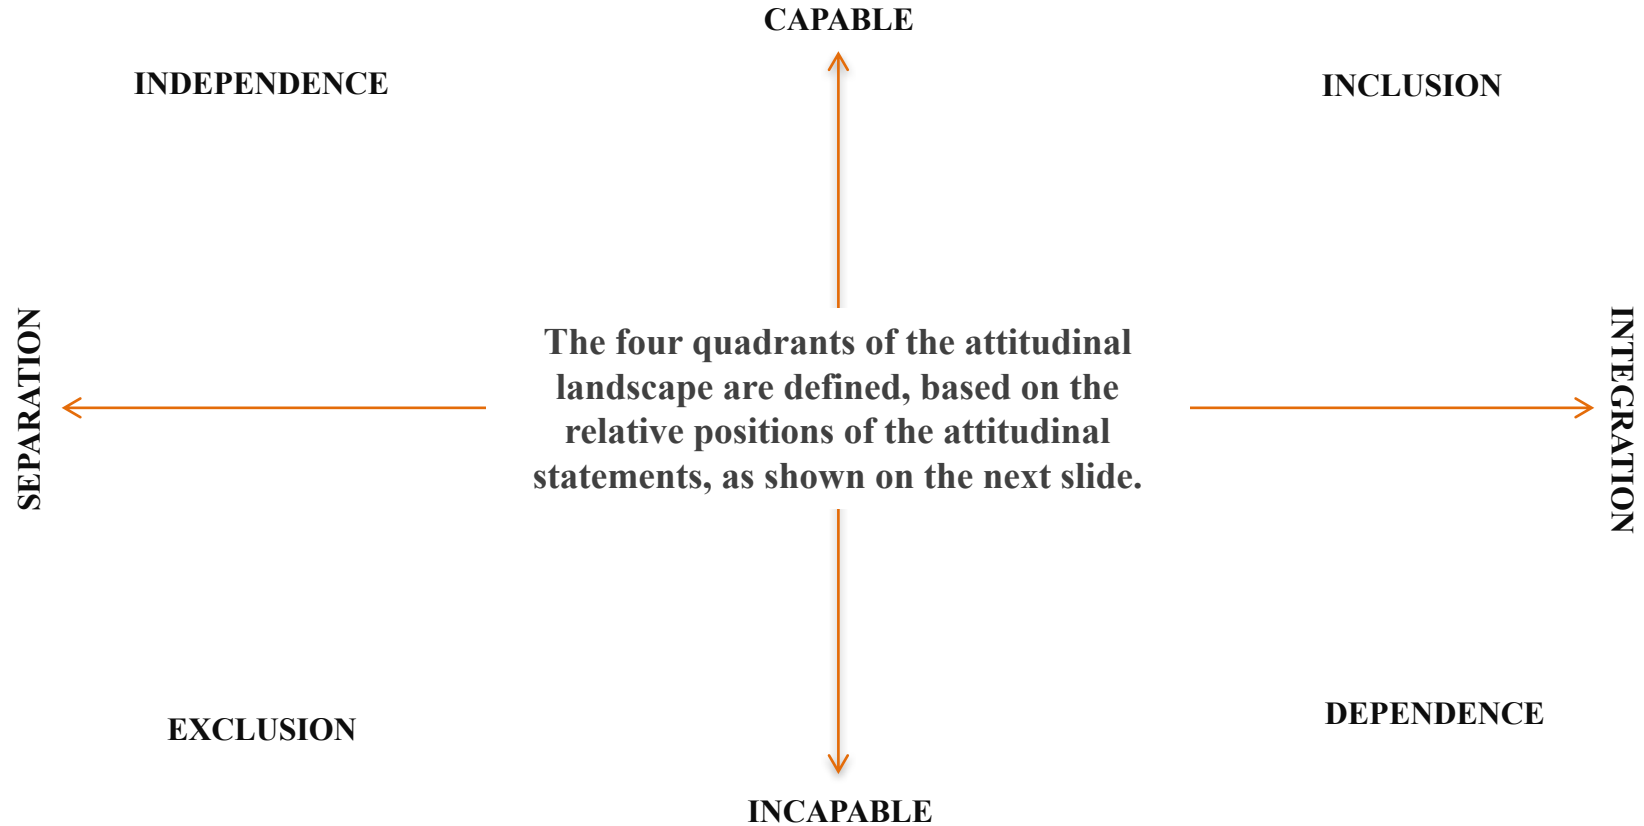 CAPABLE
INDEPENDENCE
INCLUSION
SEPARATION
The four quadrants of the attitudinal
landscape are defined, based on the
relative positions of the attitudinal
statements, as shown on the next slide.
INTEGRATION
EXCLUSION
DEPENDENCE
INCAPABLE